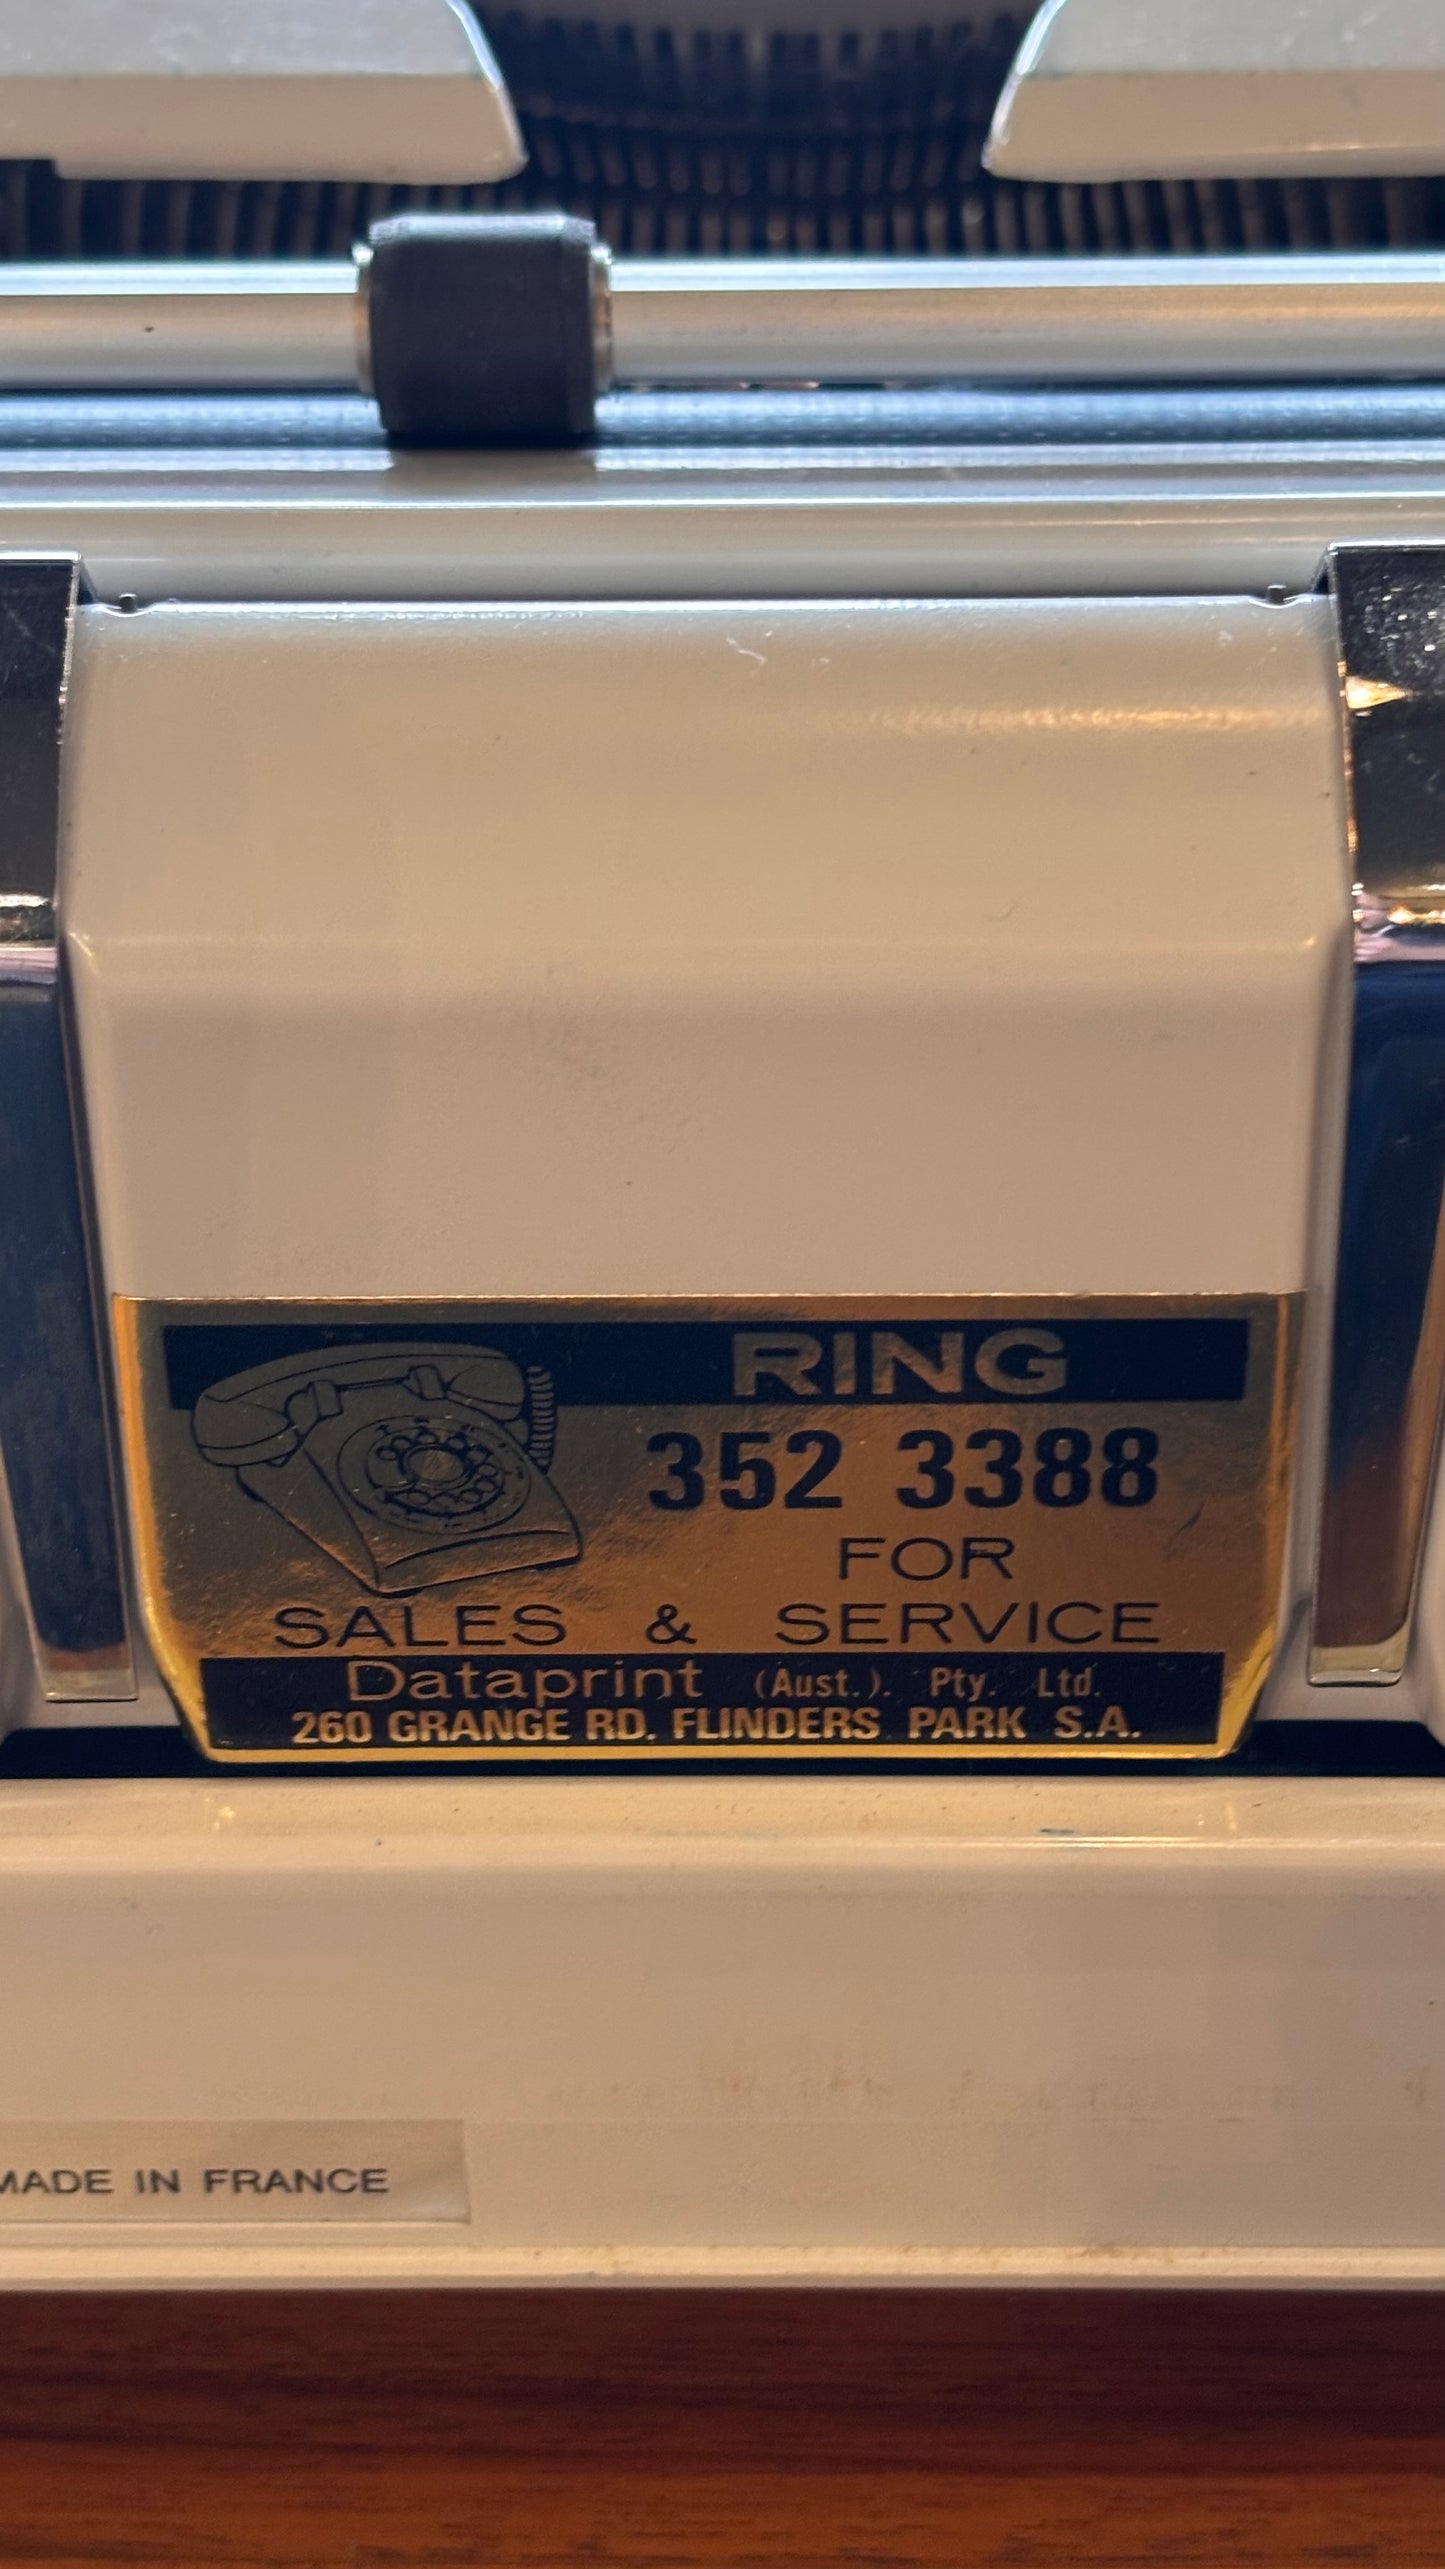 RING
352 3388
FOR
SALES & SERVICE
Dataprint (Aust.). Pty. Ltd.
260 GRANGE RD. FLINDERS PARK S.A.
MADE IN FRANCE